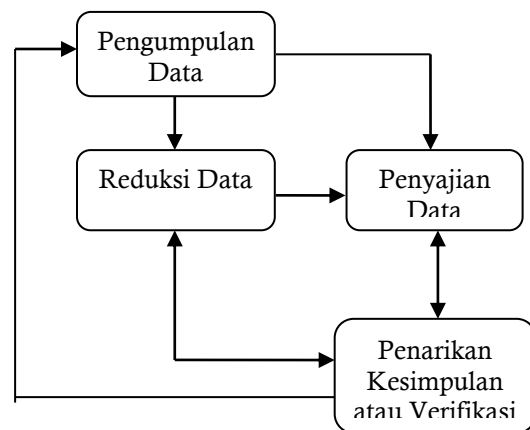 Pengumpulan
Data
Reduksi Data
Penyajian
Data
Penarikan
Kesimpulan
atau Verifikasi